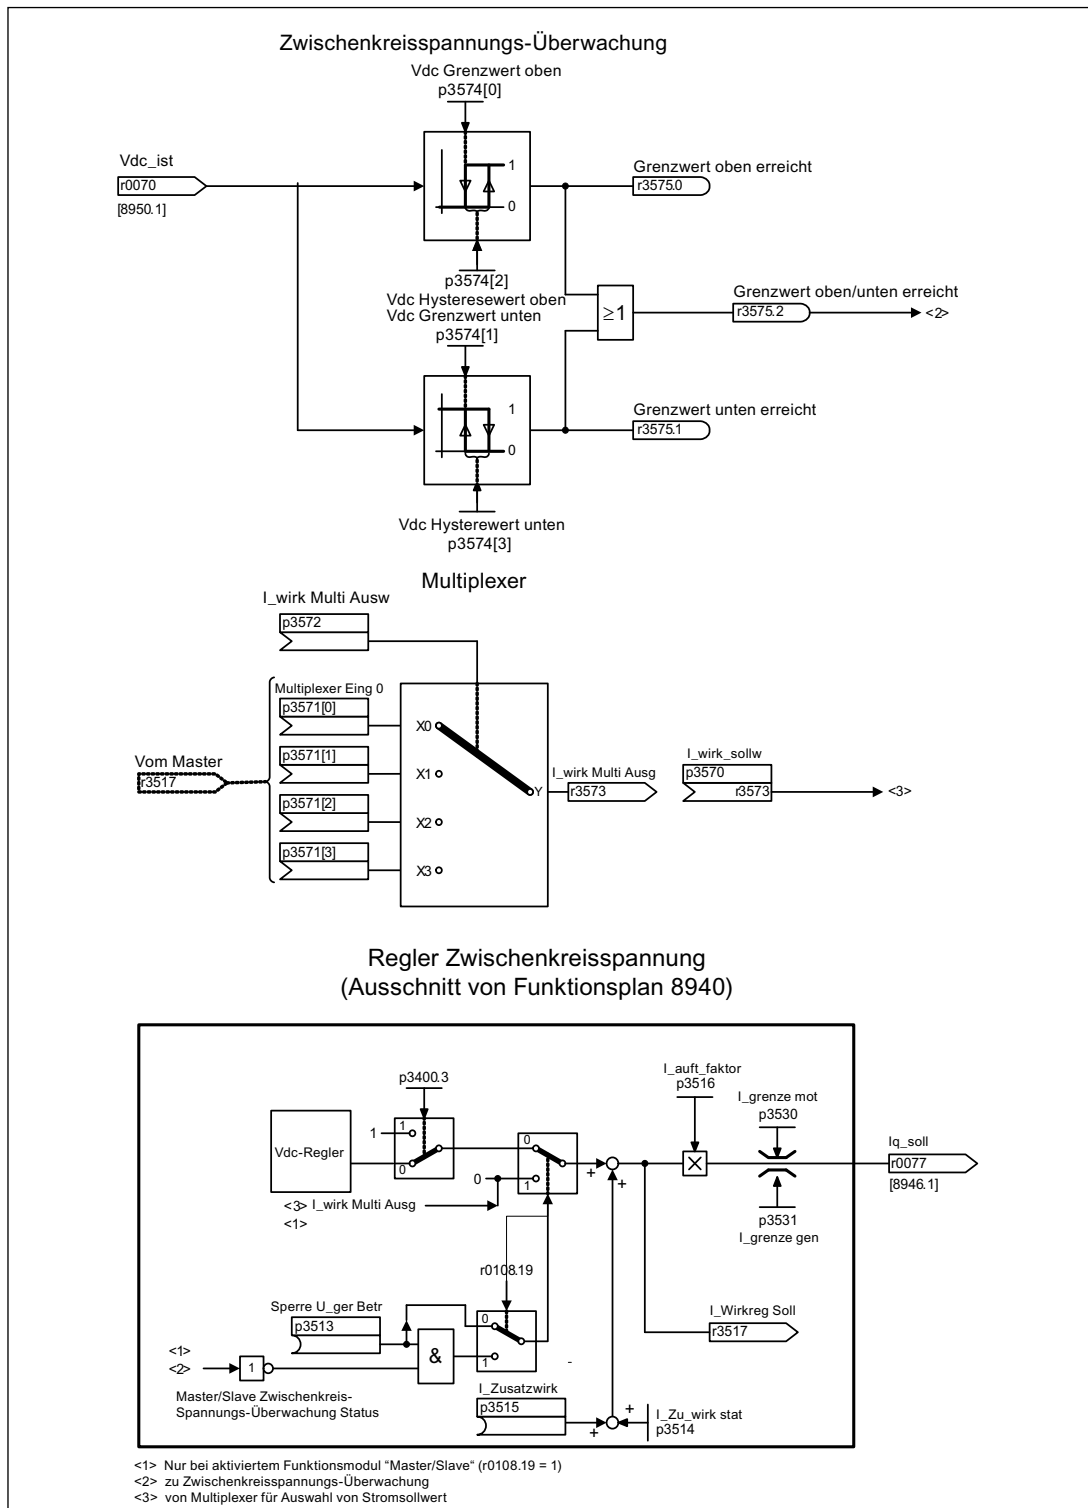 Zwischenkreisspannungs-Überwachung
Vdc Grenzwert oben
p3574[0]
Vdc_ist
r0070
[8950.1]
1
0
Grenzwert oben erreicht
r3575.0
p3574[2]
Vdc Hysteresewert oben
Vdc Grenzwert unten
p3574[1]
≥1
Grenzwert oben/unten erreicht
r3575.2
<2>
1
0
Grenzwert unten erreicht
r3575.1
Vdc Hysterewert unten
p3574[3]
Multiplexer
I_wirk Multi Ausw
p3572
Multiplexer Eing 0
p3571[0]
X0
Vom Master
r3517
p3571[1]
X1
p3571[2]
X2
p3571[3]
X3
Y
I_wirk Multi Ausg
r3573
I_wirk_sollw
p3570
r3573
<3>
Regler Zwischenkreisspannung
(Ausschnitt von Funktionsplan 8940)
p3400.3
I_auft_faktor
p3516
I_grenze mot
p3530
Vdc-Regler
1
1
0
0
1
0
+
+
X
Iq_soll
r0077
[8946.1]
<3> I_wirk Multi Ausg
<1>
p3531
I_grenze gen
r0108.19
Sperre U_ger Betr
p3513
0
1
&
I_Wirkreg Soll
r3517
<1>
<2>
1
-
Master/Slave Zwischenkreis-
Spannungs-Überwachung Status
I_Zusatzwirk
p3515
+
+
I_Zu_wirk stat
p3514
<1> Nur bei aktiviertem Funktionsmodul "Master/Slave“ (r0108.19 = 1)
<2> zu Zwischenkreisspannungs-Überwachung
<3> von Multiplexer für Auswahl von Stromsollwert